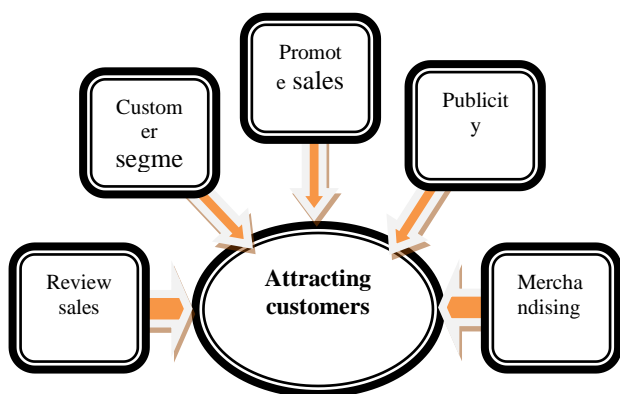 Promot
e sales
Custom
er
segme
Publicit
y
Review
sales
Attracting
customers
Mercha
ndising